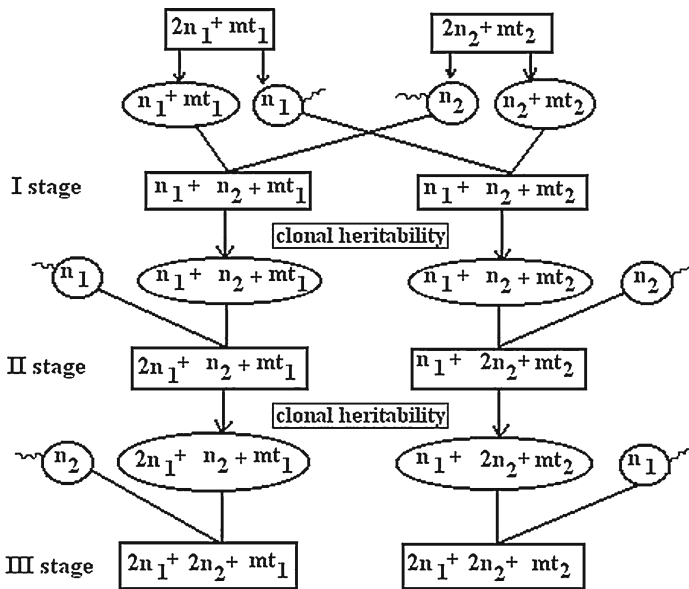 2n1+ mt1 2n2+ mt2
n1+ mt1 n1 n2 n2+ mt2
I stage n1+ n2 + mt1 n1+ n2 + mt2
clonal heritability
n1 n1+ n2 + mt1 n1+ n2 + mt2 n2
II stage 2n1+ n2 + mt1 n1+ 2n2+ mt2
clonal heritability
n2 2n1+ n2 + mt1 n1+ 2n2+ mt2 n1
III stage 2n1+ 2n2+ mt1 2n1+ 2n2+ mt2